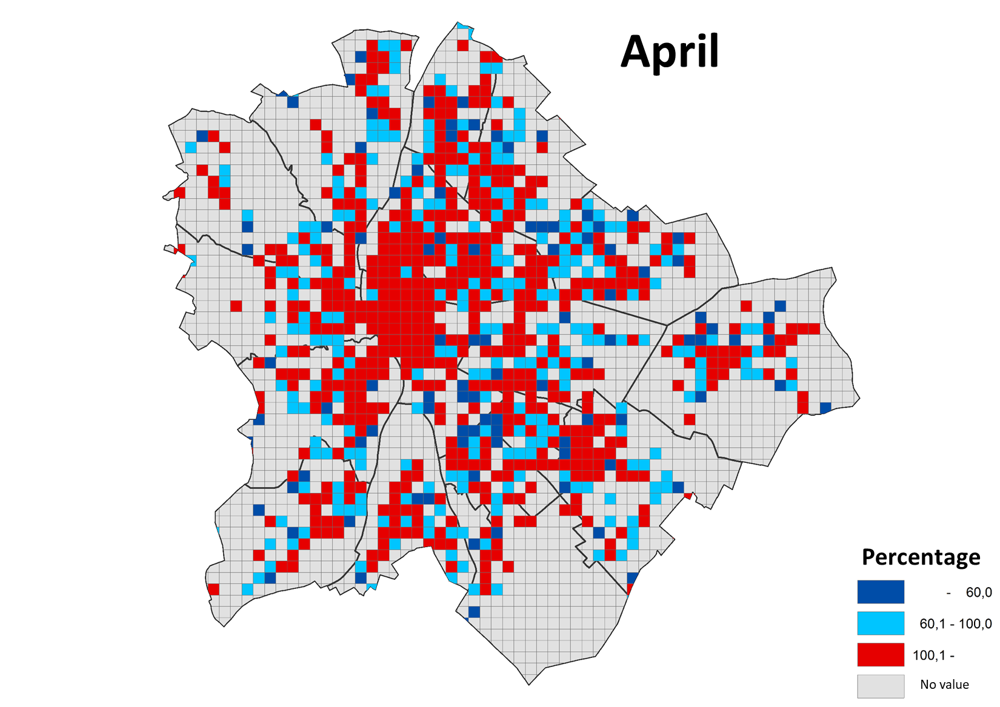 April
Percentage
- 60,0
60,1 - 100,0
100,1 -
No value